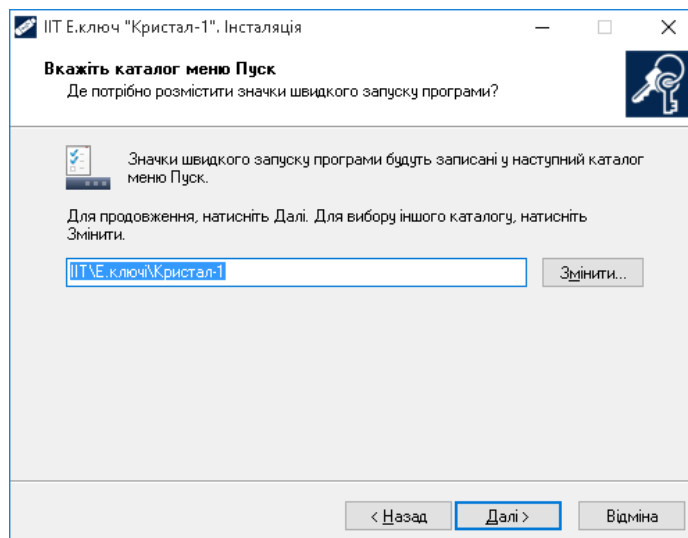 ІІТ Е.ключ "Кристал-1". Інсталяція
Вкажіть каталог меню Пуск
Де потрібно розмістити значки швидкого запуску програми?
Значки швидкого запуску програми будуть записані у наступний каталог
меню Пуск.
Для продовження, натисніть Далі. Для вибору іншого каталогу, натисніть
Змінити.
ІІТ\Е.ключі\Кристал-1
Змінити...
< Назад
Далі >
Відміна